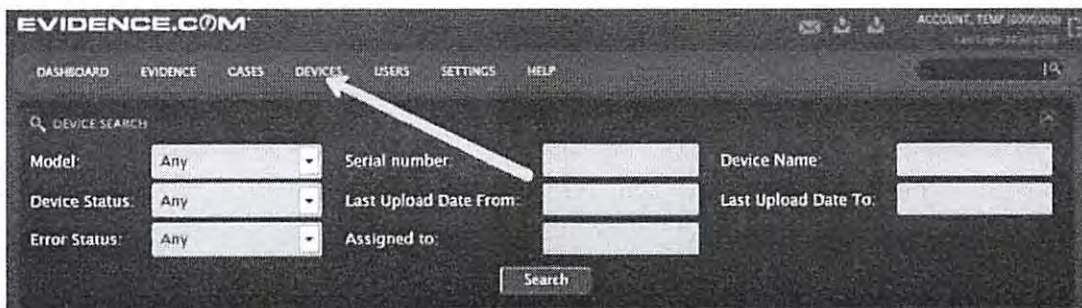 EVIDENCE.COM
ACCOUNT, TEMP
DASHBOARD EVIDENCE CASES DEVICES USERS SETTINGS HELP
DEVICE SEARCH
Model: Any Serial number: Device Name:
Device Status: Any Last Upload Date From: Last Upload Date To:
Error Status: Any Assigned to:
Search